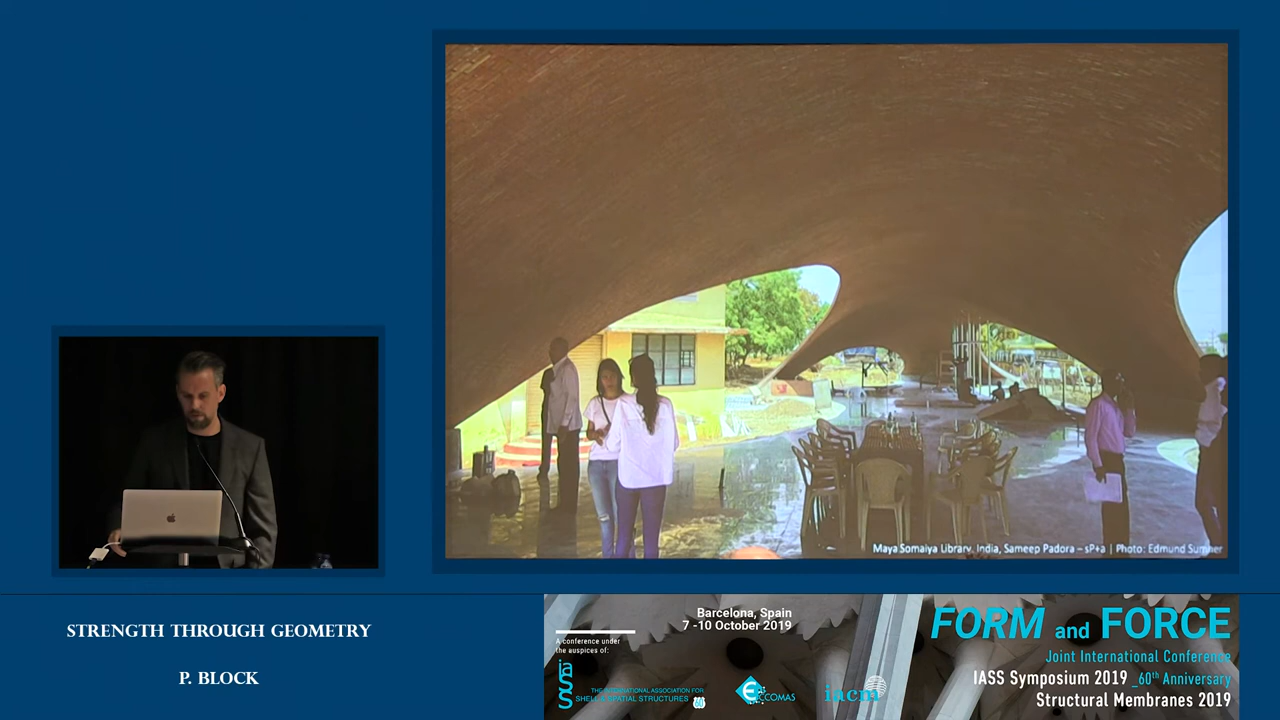 Maya Somaiya Library, India, Sameep Padora – sP+a | Photo: Edmund Sumner
STRENGTH THROUGH GEOMETRY
P. BLOCK
Barcelona, Spain
7 -10 October 2019
A conference under
the auspices of:
iass
THE INTERNATIONAL ASSOCIATION FOR
SHELL & SPATIAL STRUCTURES
ECCOMAS
iacm
FORM and FORCE
Joint International Conference
IASS Symposium 2019 _60th Anniversary
Structural Membranes 2019